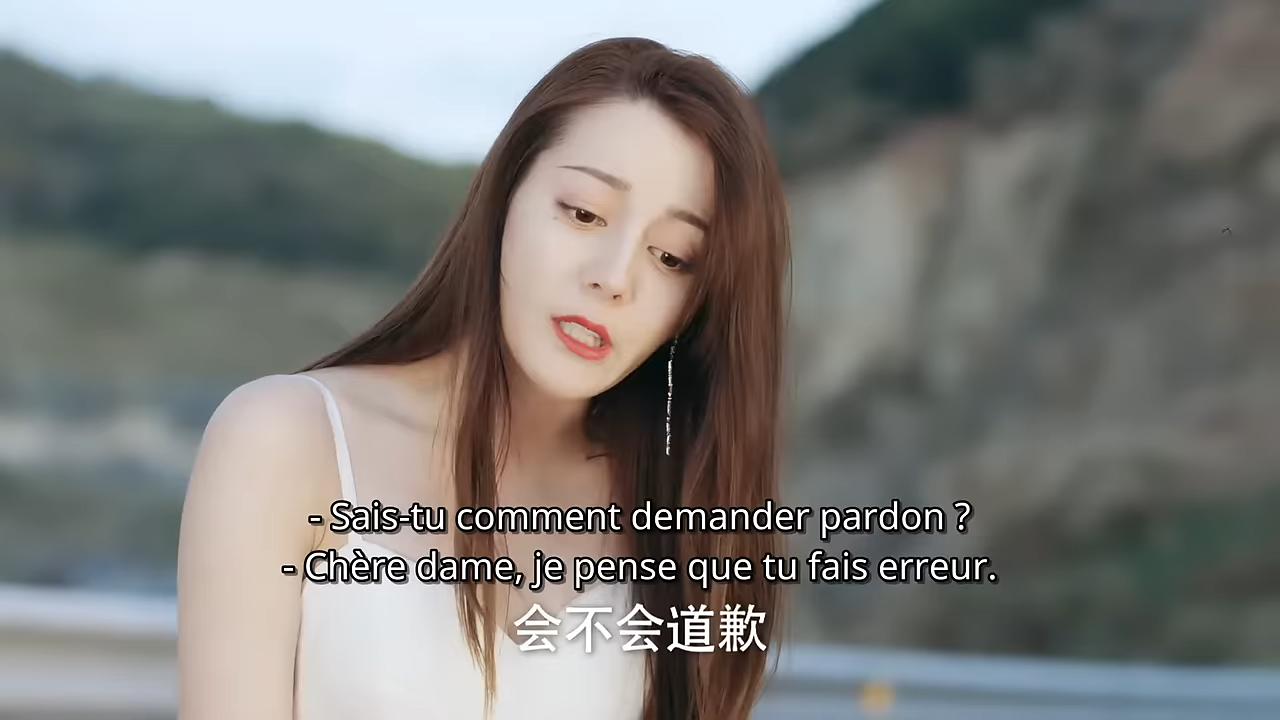 - Sais-tu comment demander pardon ?
- Chère dame, je pense que tu fais erreur.
会不会道歉